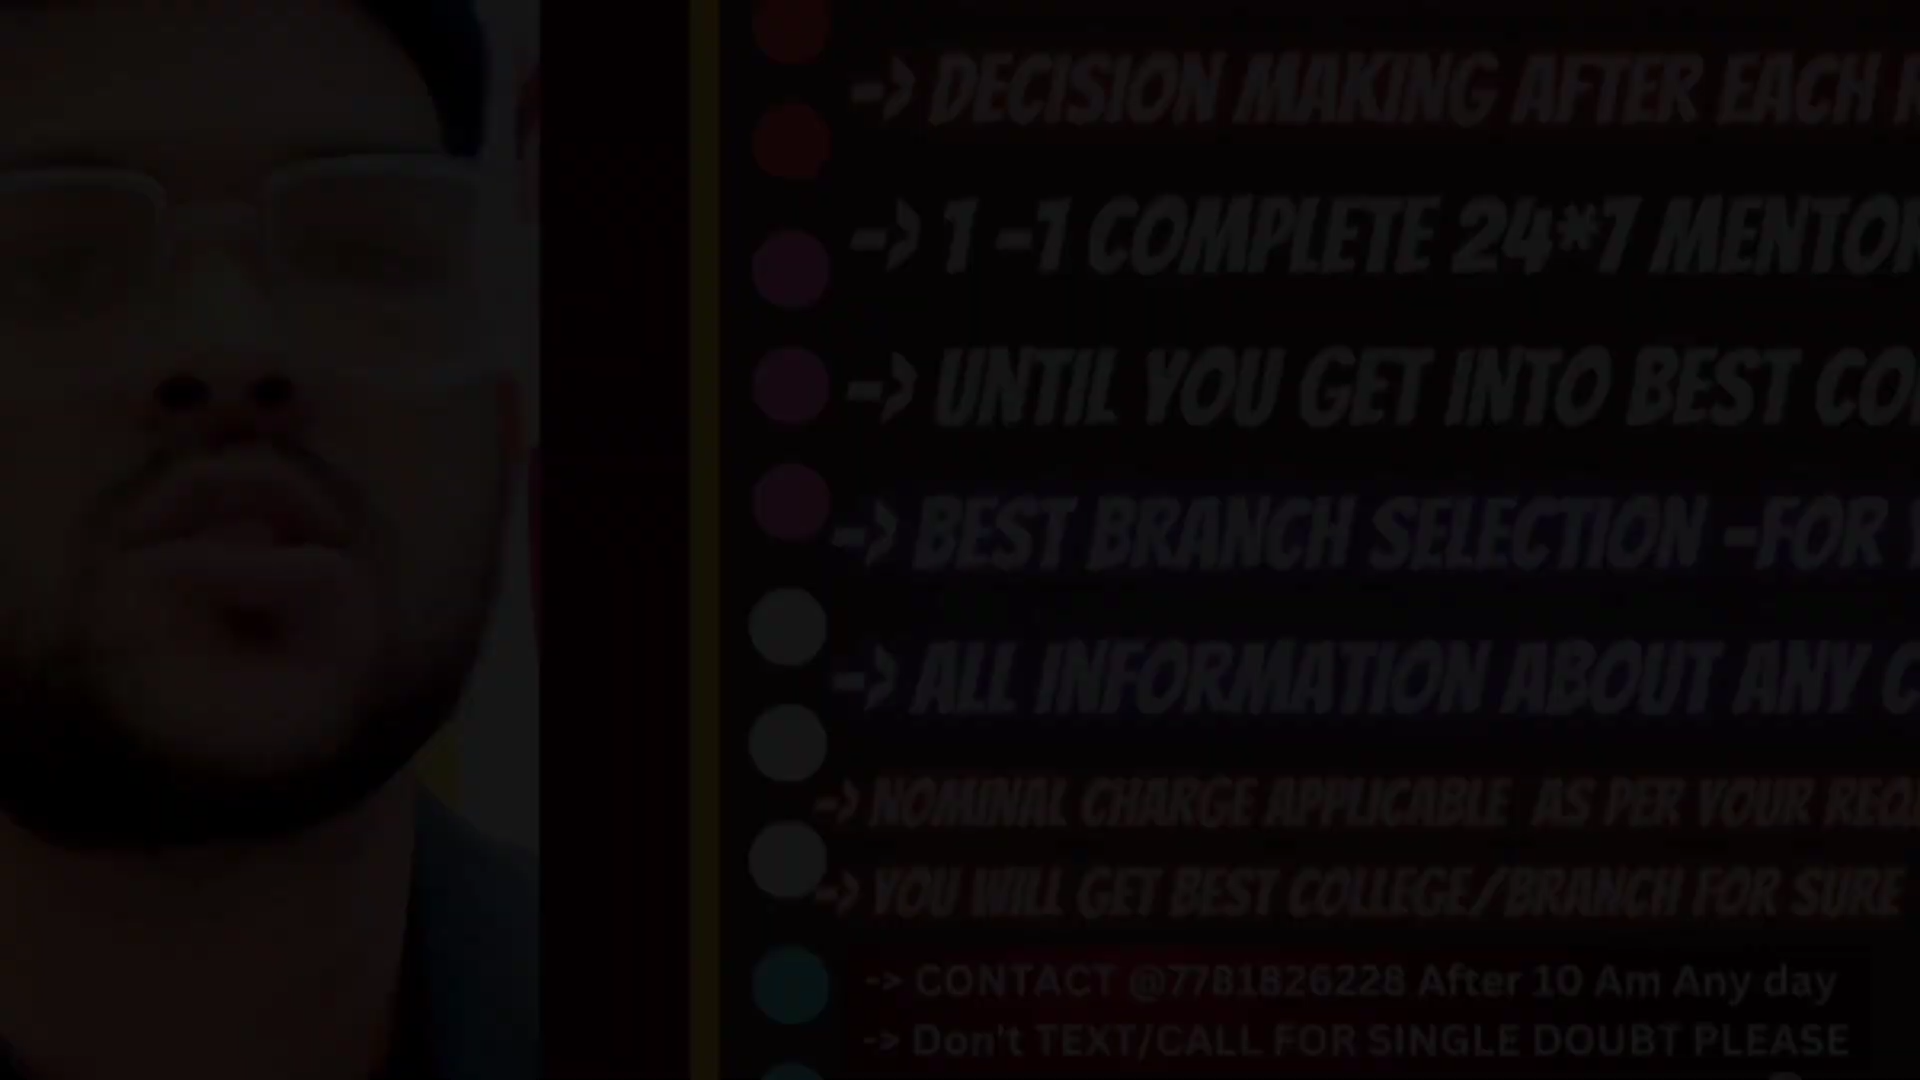 -> DECISION MAKING AFTER EACH
-> 1 -1 COMPLETE 24*7
-> UNTIL YOU GET INTO BEST
-> BEST BRANCH SELECTION -FOR
-> ALL INFORMATION ABOUT ANY
-> NOMINAL CHARGE APPLICABLE AS PER YOUR
-> YOU WILL GET BEST COLLEGE/BRANCH FOR SURE
-> CONTACT @7781826228 After 10 Am Any day
-> Don't TEXT/CALL FOR SINGLE DOUBT PLEASE